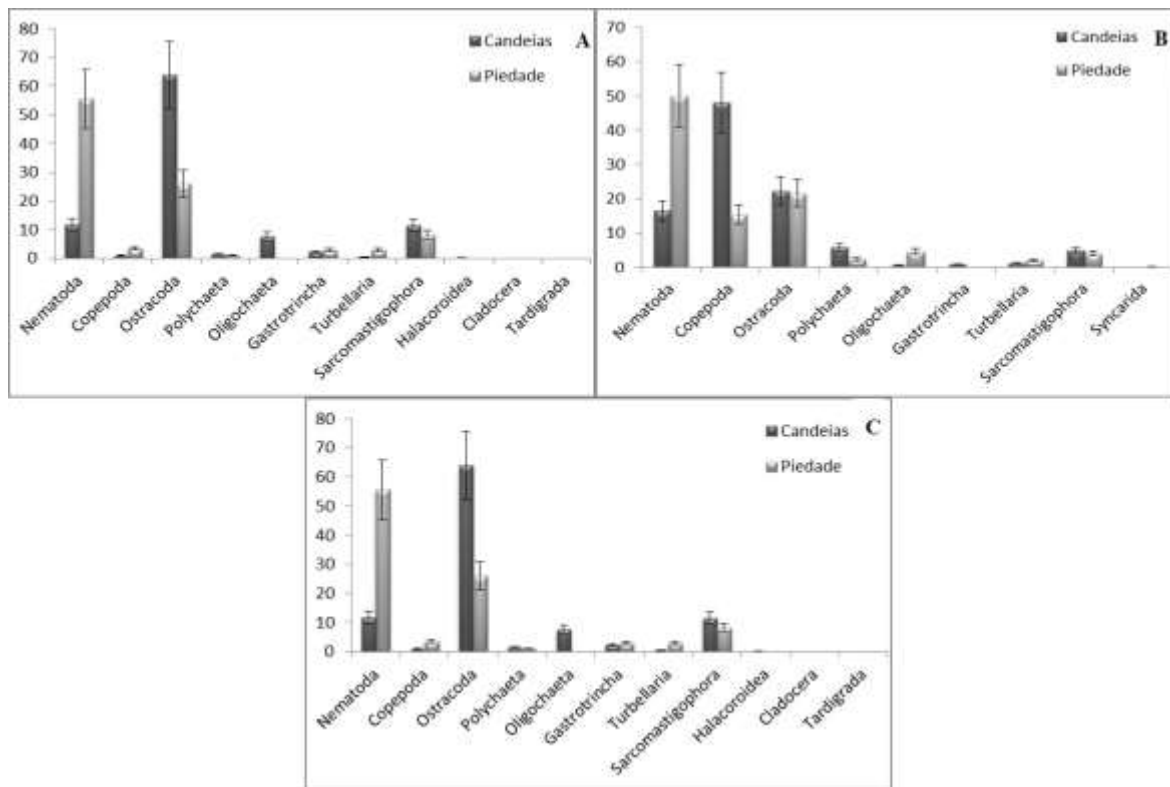 A
80
70
60
50
40
30
20
10
0
Candeias
Piedade
Nematoda
Copepoda
Ostracoda
Polychaeta
Oligochaeta
Gastrotrincha
Turbellaria
Sarcomastigophora
Halacoroidea
Cladocera
Tardigrada
B
70
60
50
40
30
20
10
0
Candeias
Piedade
Nematoda
Copepoda
Ostracoda
Polychaeta
Oligochaeta
Gastrotrincha
Turbellaria
Sarcomastigophora
Syncarida
C
80
70
60
50
40
30
20
10
0
Candeias
Piedade
Nematoda
Copepoda
Ostracoda
Polychaeta
Oligochaeta
Gastrotrincha
Turbellaria
Sarcomastigophora
Halacoroidea
Cladocera
Tardigrada